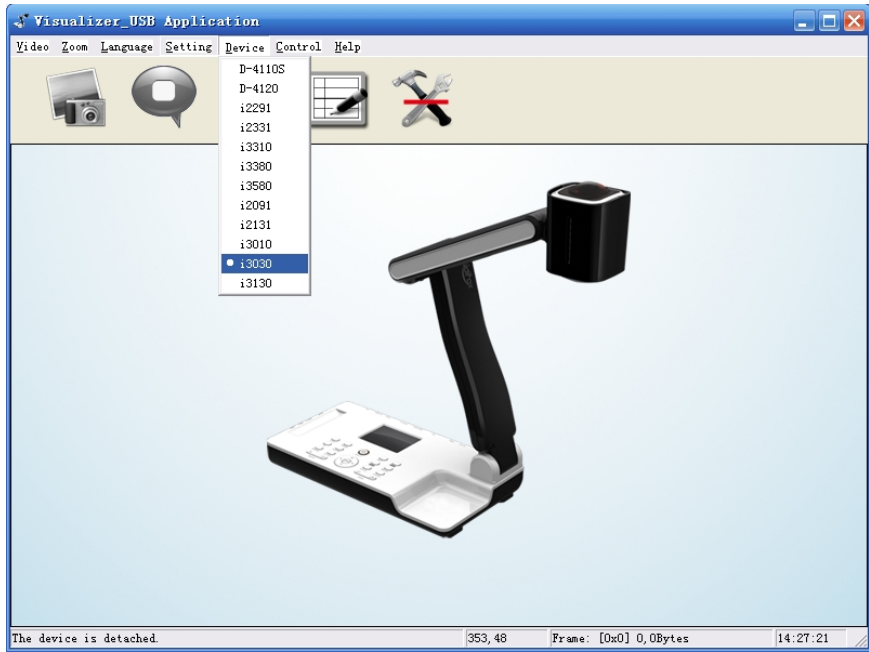 Visualizer_USB Application
Video Zoom Language Setting Device Control Help
D-4110S
D-4120
i2291
i2331
i3310
i3380
i3580
i2091
i2131
i3010
i3030
i3130
The device is detached. 353,48 Frame: [0x0] 0,0Bytes 14:27:21